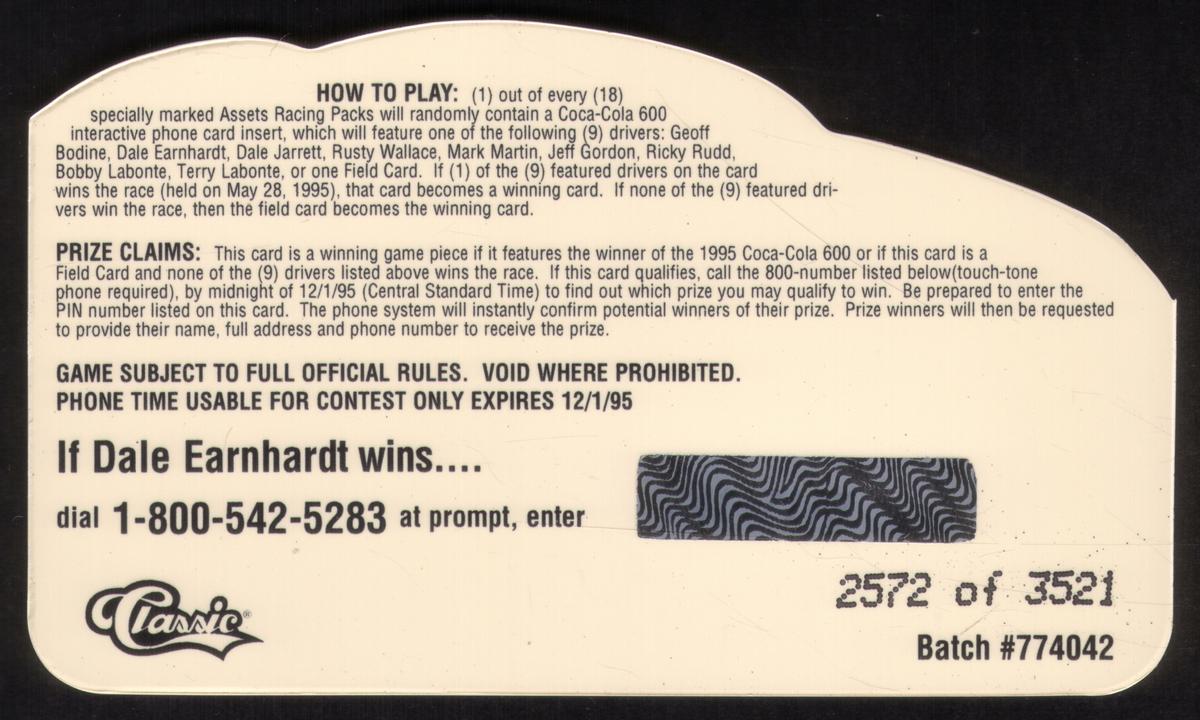 HOW TO PLAY: (1) out of every (18)
specially marked Assets Racing Packs will randomly contain a Coca-Cola 600
interactive phone card insert, which will feature one of the following (9) drivers: Geoff
Bodine, Dale Earnhardt, Dale Jarrett, Rusty Wallace, Mark Martin, Jeff Gordon, Ricky Rudd,
Bobby Labonte, Terry Labonte, or one Field Card. If (1) of the (9) featured drivers on the card
wins the race (held on May 28, 1995), that card becomes a winning card. If none of the (9) featured dri-
vers win the race, then the field card becomes the winning card.
PRIZE CLAIMS: This card is a winning game piece if it features the winner of the 1995 Coca-Cola 600 or if this card is a
Field Card and none of the (9) drivers listed above wins the race. If this card qualifies, call the 800-number listed below(touch-tone
phone required), by midnight of 12/1/95 (Central Standard Time) to find out which prize you may qualify to win. Be prepared to enter the
PIN number listed on this card. The phone system will instantly confirm potential winners of their prize. Prize winners will then be requested
to provide their name, full address and phone number to receive the prize.
GAME SUBJECT TO FULL OFFICIAL RULES. VOID WHERE PROHIBITED.
PHONE TIME USABLE FOR CONTEST ONLY EXPIRES 12/1/95
If Dale Earnhardt wins....
dial 1-800-542-5283 at prompt, enter
2572 of 3521
Classic®
Batch #774042